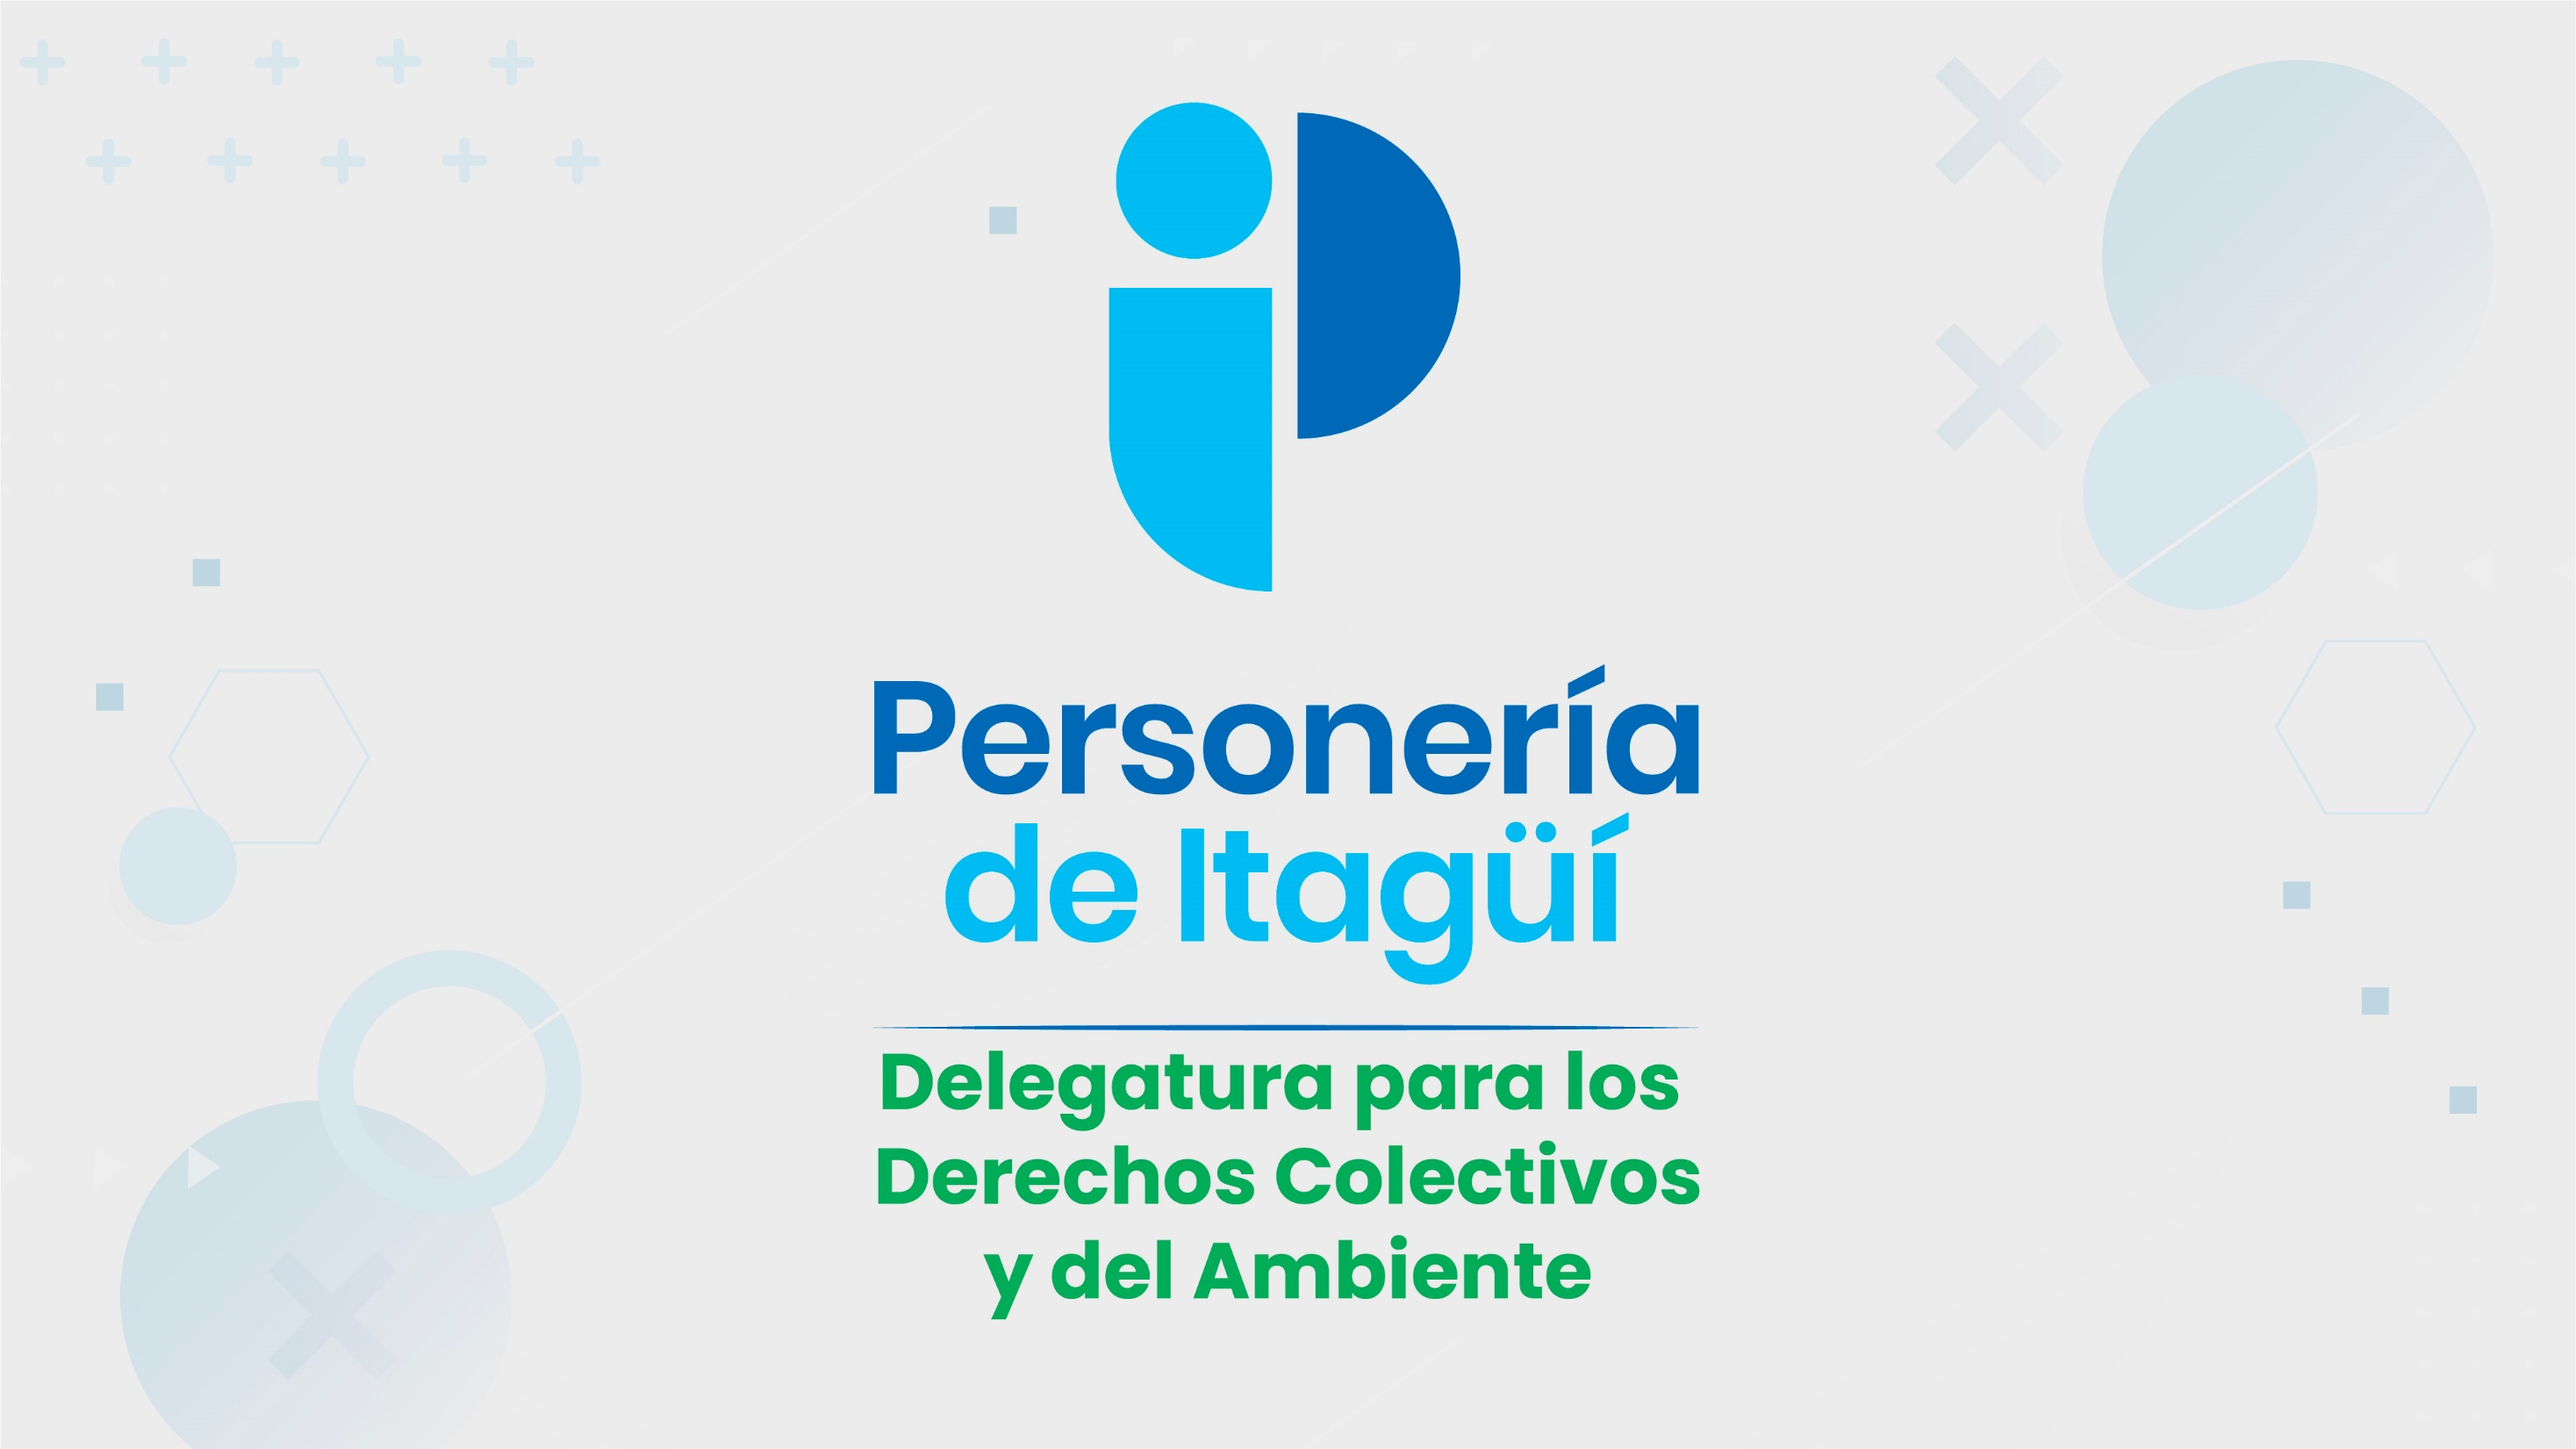 Personería
de Itagüí
Delegatura para los
Derechos Colectivos
y del Ambiente